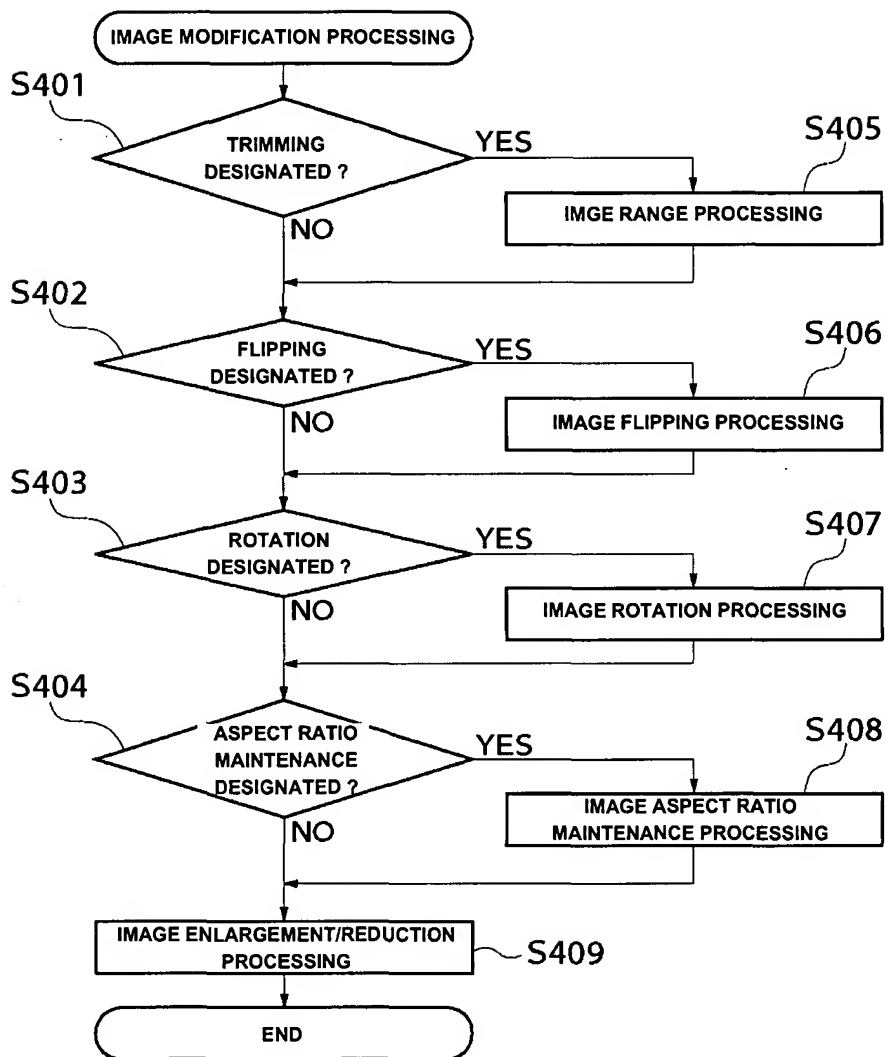 IMAGE MODIFICATION PROCESSING
S401
TRIMMING
DESIGNATED ?
YES
S405
IMGE RANGE PROCESSING
NO
S402
FLIPPING
DESIGNATED ?
YES
S406
IMAGE FLIPPING PROCESSING
NO
S403
ROTATION
DESIGNATED ?
YES
S407
IMAGE ROTATION PROCESSING
NO
S404
ASPECT RATIO
MAINTENANCE
DESIGNATED ?
YES
S408
IMAGE ASPECT RATIO
MAINTENANCE PROCESSING
NO
IMAGE ENLARGEMENT/REDUCTION
PROCESSING
S409
END